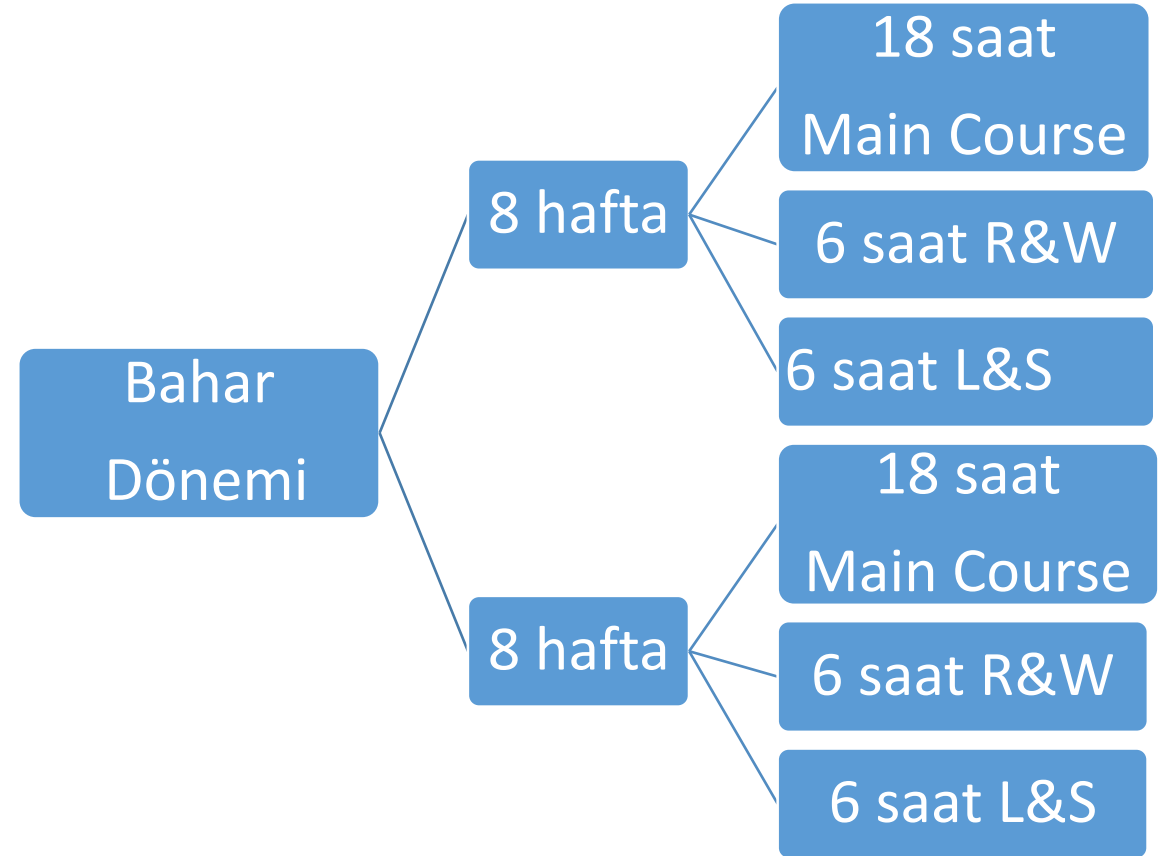 Bahar
Dönemi
8 hafta
18 saat
Main Course
6 saat R&W
6 saat L&S
8 hafta
18 saat
Main Course
6 saat R&W
6 saat L&S